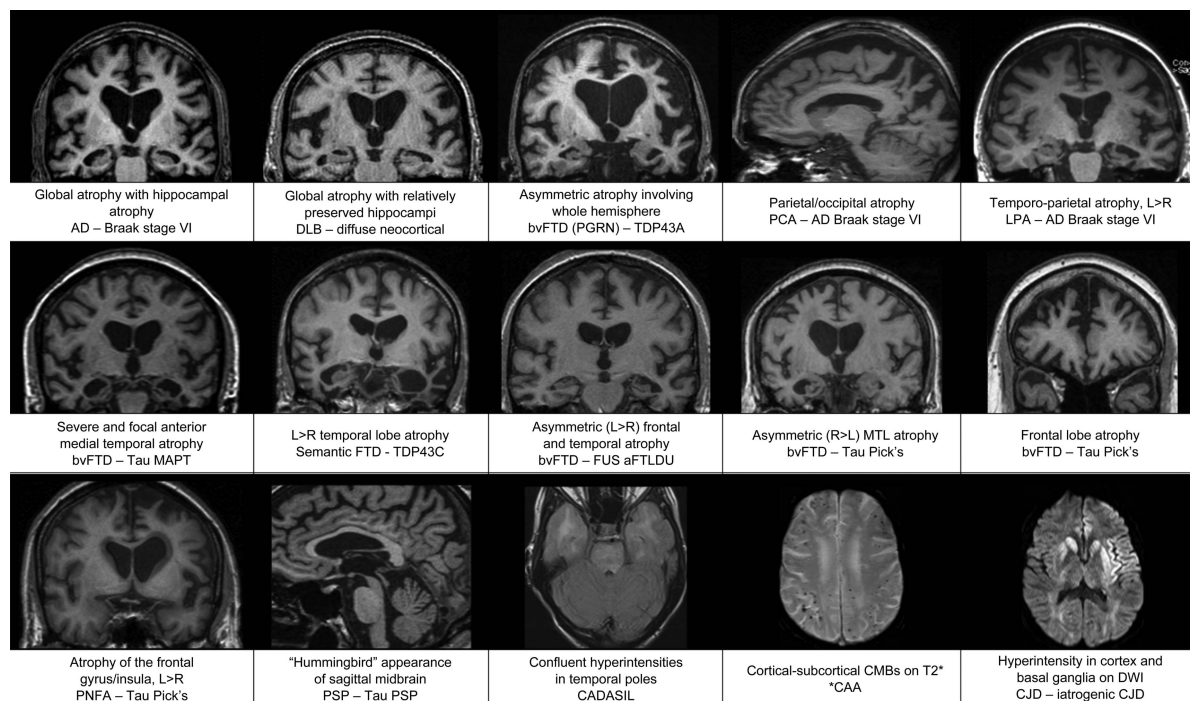 Coh
>Sag
Global atrophy with hippocampal
atrophy
AD – Braak stage VI
Global atrophy with relatively
preserved hippocampi
DLB – diffuse neocortical
Asymmetric atrophy involving
whole hemisphere
bvFTD (PGRN) – TDP43A
Parietal/occipital atrophy
PCA – AD Braak stage VI
Temporo-parietal atrophy, L>R
LPA – AD Braak stage VI
Severe and focal anterior
medial temporal atrophy
bvFTD – Tau MAPT
L>R temporal lobe atrophy
Semantic FTD - TDP43C
Asymmetric (L>R) frontal
and temporal atrophy
bvFTD – FUS aFTLDU
Asymmetric (R>L) MTL atrophy
bvFTD – Tau Pick's
Frontal lobe atrophy
bvFTD – Tau Pick's
Atrophy of the frontal
gyrus/insula, L>R
PNFA – Tau Pick's
“Hummingbird” appearance
of sagittal midbrain
PSP – Tau PSP
Confluent hyperintensities
in temporal poles
CADASIL
Cortical-subcortical CMBs on T2*
*CAA
Hyperintensity in cortex and
basal ganglia on DWI
CJD – iatrogenic CJD